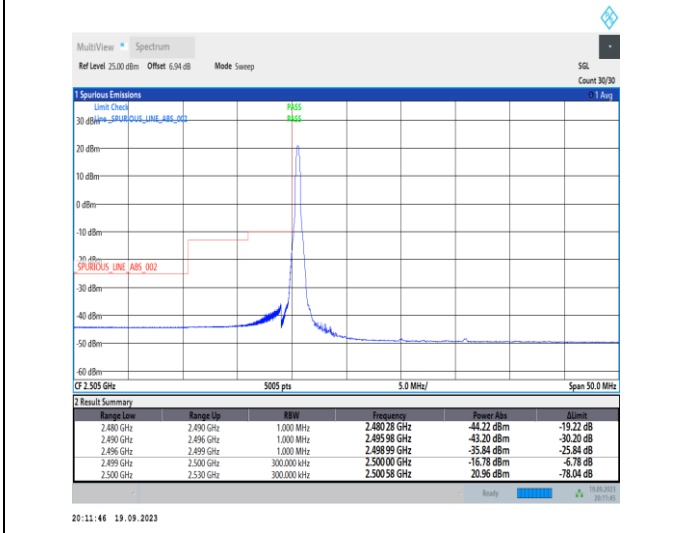 MultiView Spectrum
Ref Level 25.00 dBm Offset 6.94 dB Mode Sweep SGL
Count 30/30
1 Spurious Emissions 1 Avg
Limit Check PASS
30 dBm Line _SPURIOUS_LINE_ABS_002 PASS
20 dBm
10 dBm
0 dBm
-10 dBm
-20 dBm
_SPURIOUS_LINE_ABS_002
-30 dBm
-40 dBm
-50 dBm
-60 dBm
CF 2.505 GHz 5005 pts 5.0 MHz/ Span 50.0 MHz
2 Result Summary
Range Low Range Up RBW Frequency Power Abs ΔLimit
2.480 GHz 2.490 GHz 1.000 MHz 2.480 28 GHz -44.22 dBm -19.22 dB
2.490 GHz 2.496 GHz 1.000 MHz 2.495 98 GHz -43.20 dBm -30.20 dB
2.496 GHz 2.499 GHz 1.000 MHz 2.498 99 GHz -35.84 dBm -25.84 dB
2.499 GHz 2.500 GHz 300.000 kHz 2.500 00 GHz -16.78 dBm -6.78 dB
2.500 GHz 2.530 GHz 300.000 kHz 2.500 58 GHz 20.96 dBm -78.04 dB
Ready 19.09.2023
20:11:45
20:11:46 19.09.2023